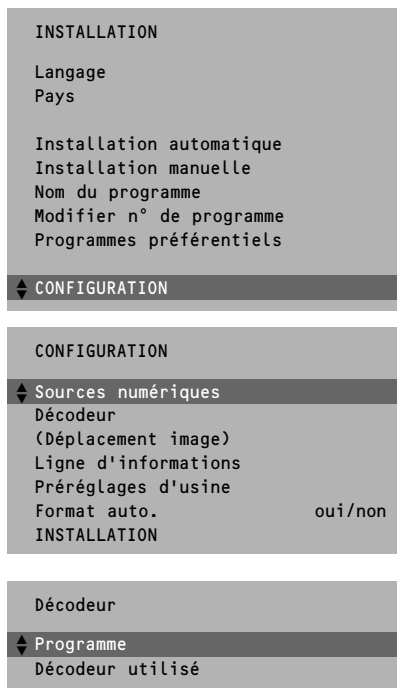 INSTALLATION
Langage
Pays
Installation automatique
Installation manuelle
Nom du programme
Modifier n° de programme
Programmes préférentiels
CONFIGURATION
CONFIGURATION
Sources numériques
Décodeur
(Déplacement image)
Ligne d'informations
Préréglages d'usine
Format auto. oui/non
INSTALLATION
Décodeur
Programme
Décodeur utilisé